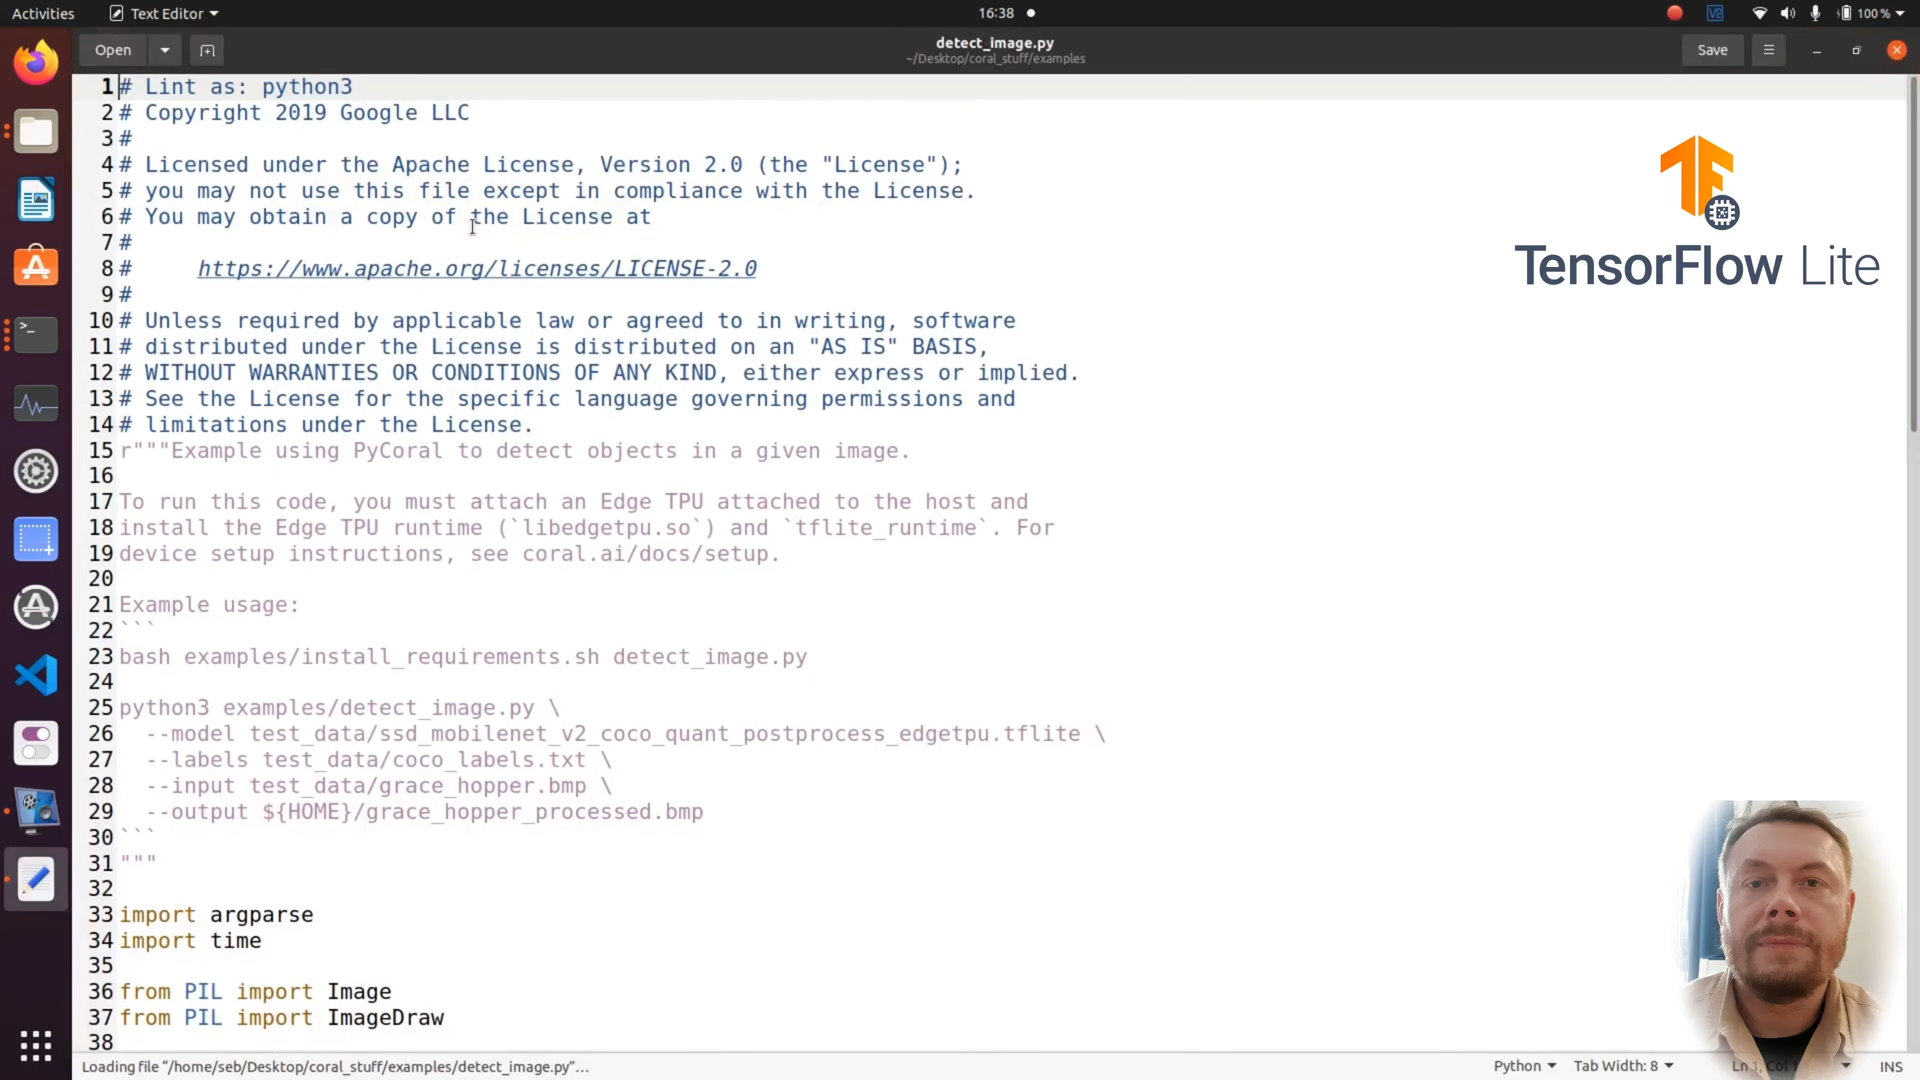 Activities Text Editor 16:38 V2 100 %
Open detect_image.py Save
~/Desktop/coral_stuff/examples
1 # Lint as: python3
2 # Copyright 2019 Google LLC
3 #
4 # Licensed under the Apache License, Version 2.0 (the "License");
5 # you may not use this file except in compliance with the License.
6 # You may obtain a copy of the License at
7 #
8 #     https://www.apache.org/licenses/LICENSE-2.0
9 #
10 # Unless required by applicable law or agreed to in writing, software
11 # distributed under the License is distributed on an "AS IS" BASIS,
12 # WITHOUT WARRANTIES OR CONDITIONS OF ANY KIND, either express or implied.
13 # See the License for the specific language governing permissions and
14 # limitations under the License.
15 r"""Example using PyCoral to detect objects in a given image.
16
17 To run this code, you must attach an Edge TPU attached to the host and
18 install the Edge TPU runtime (`libedgetpu.so`) and `tflite_runtime`. For
19 device setup instructions, see coral.ai/docs/setup.
20
21 Example usage:
22 ```
23 bash examples/install_requirements.sh detect_image.py
24
25 python3 examples/detect_image.py \
26   --model test_data/ssd_mobilenet_v2_coco_quant_postprocess_edgetpu.tflite \
27   --labels test_data/coco_labels.txt \
28   --input test_data/grace_hopper.bmp \
29   --output ${HOME}/grace_hopper_processed.bmp
30 ```
31 """
32
33 import argparse
34 import time
35
36 from PIL import Image
37 from PIL import ImageDraw
38
TensorFlow Lite
Loading file “/home/seb/Desktop/coral_stuff/examples/detect_image.py”… Python Tab Width: 8 Ln 1, Col 1 INS